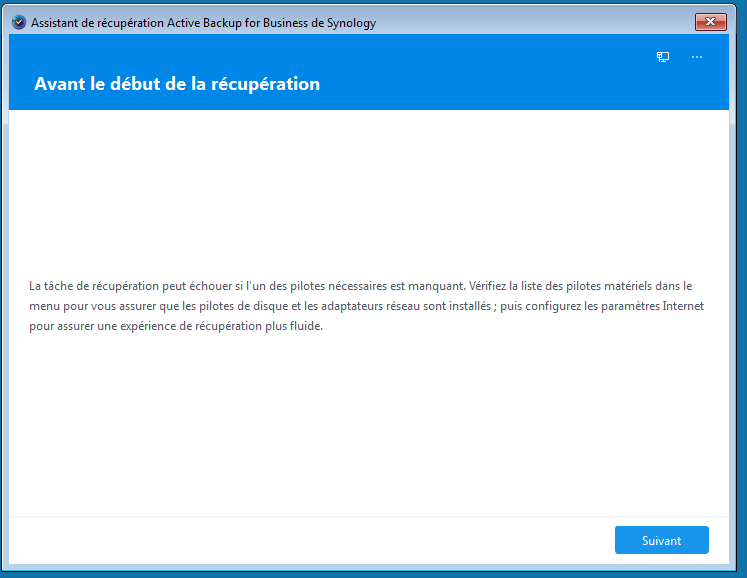 Assistant de récupération Active Backup for Business de Synology
Avant le début de la récupération
La tâche de récupération peut échouer si l'un des pilotes nécessaires est manquant. Vérifiez la liste des pilotes matériels dans le
menu pour vous assurer que les pilotes de disque et les adaptateurs réseau sont installés ; puis configurez les paramètres Internet
pour assurer une expérience de récupération plus fluide.
Suivant